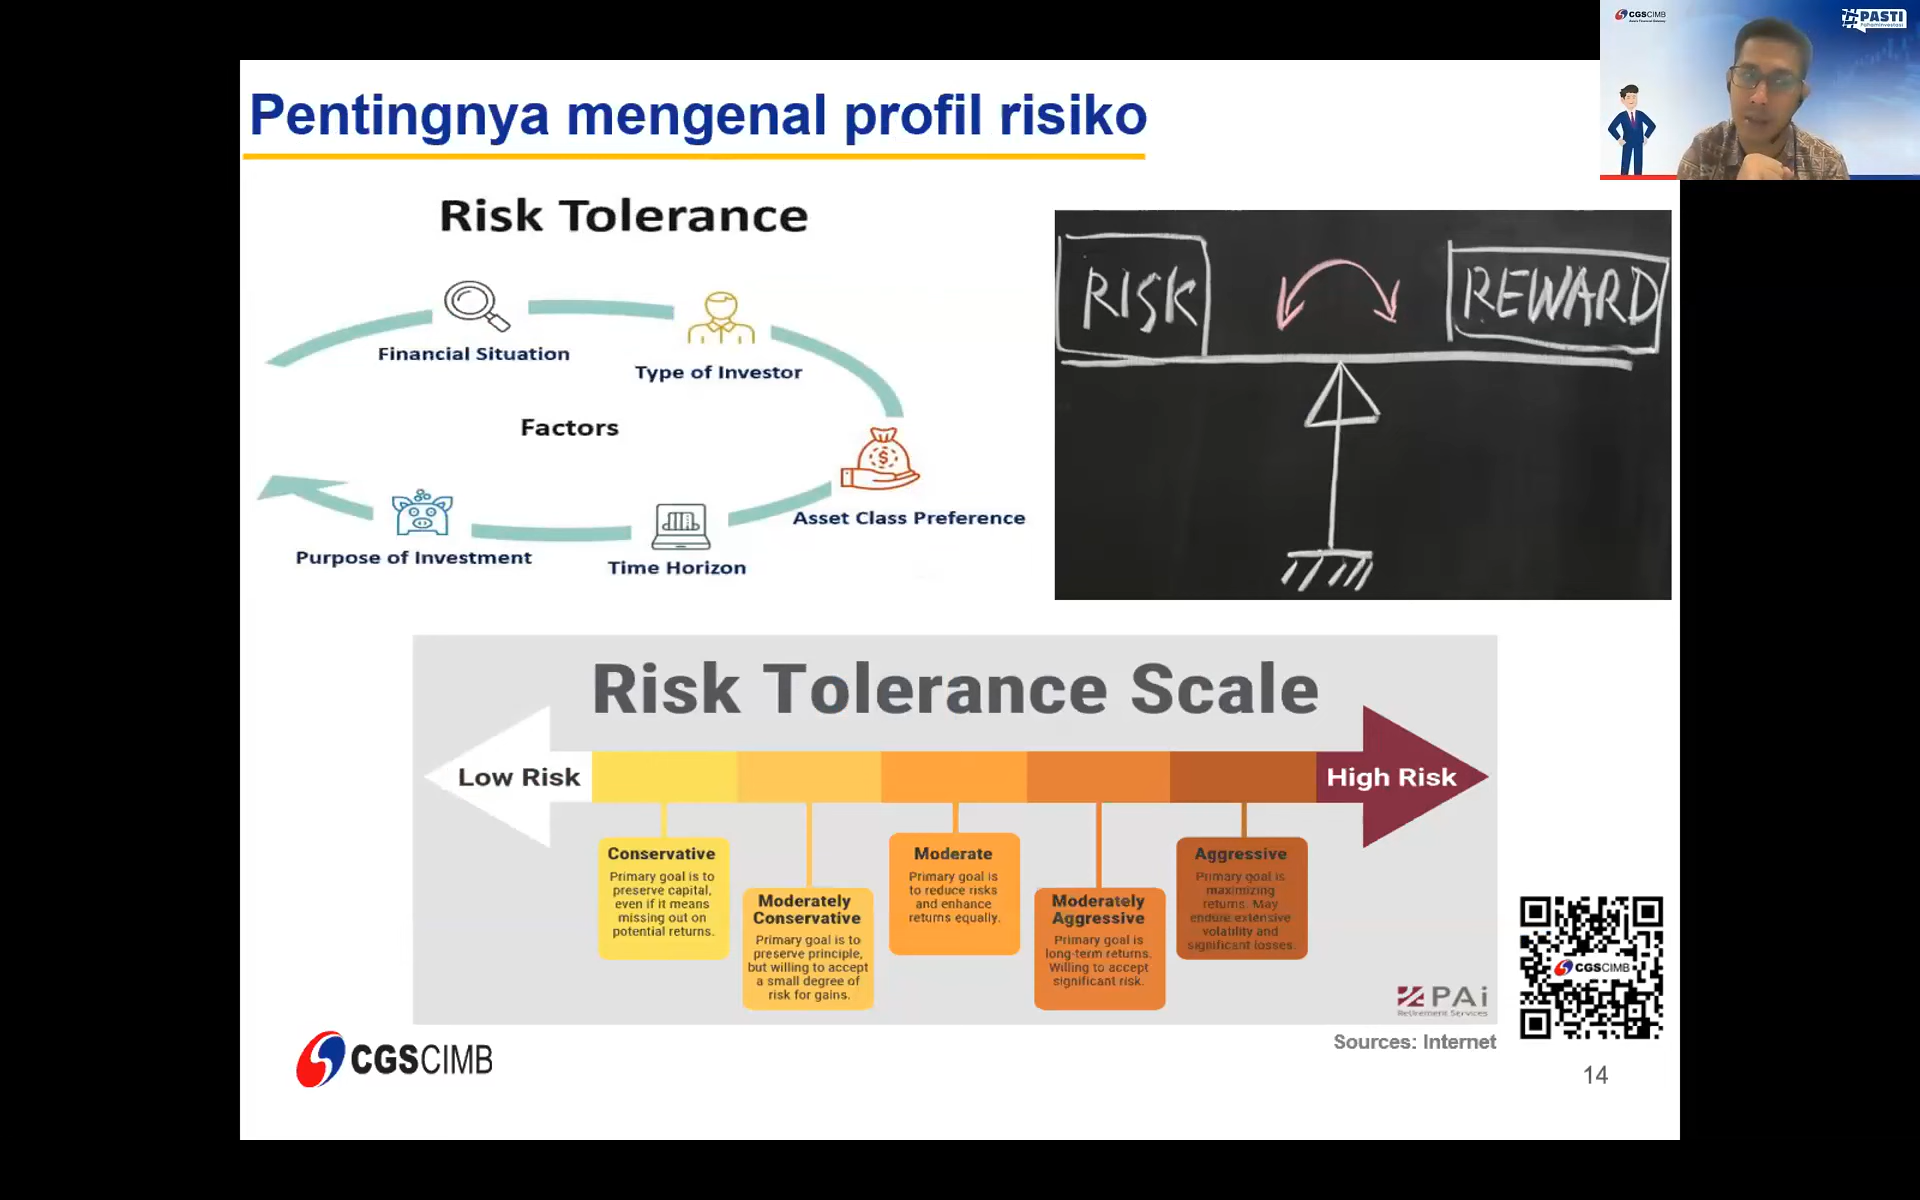 Pentingnya mengenal profil risiko
CGSCIMB
#PASTI
Risk Tolerance
Financial Situation
Type of Investor
Factors
Asset Class Preference
Time Horizon
Purpose of Investment
RISK
REWARD
Risk Tolerance Scale
Low Risk
High Risk
Conservative
Primary goal is to
preserve capital,
even if it means
missing out on
potential returns.
Moderately
Conservative
Primary goal is to
preserve principle,
but willing to accept
a small degree of
risk for gains.
Moderate
Primary goal is
to reduce risks
and enhance
returns equally.
Moderately
Aggressive
Primary goal is
long-term returns.
Willing to accept
significant risk.
Aggressive
Primary goal is
maximizing
returns. May
endure extensive
volatility and
significant losses.
PAi
Retirement Services
Sources: Internet
CGSCIMB
CGSCIMB
14